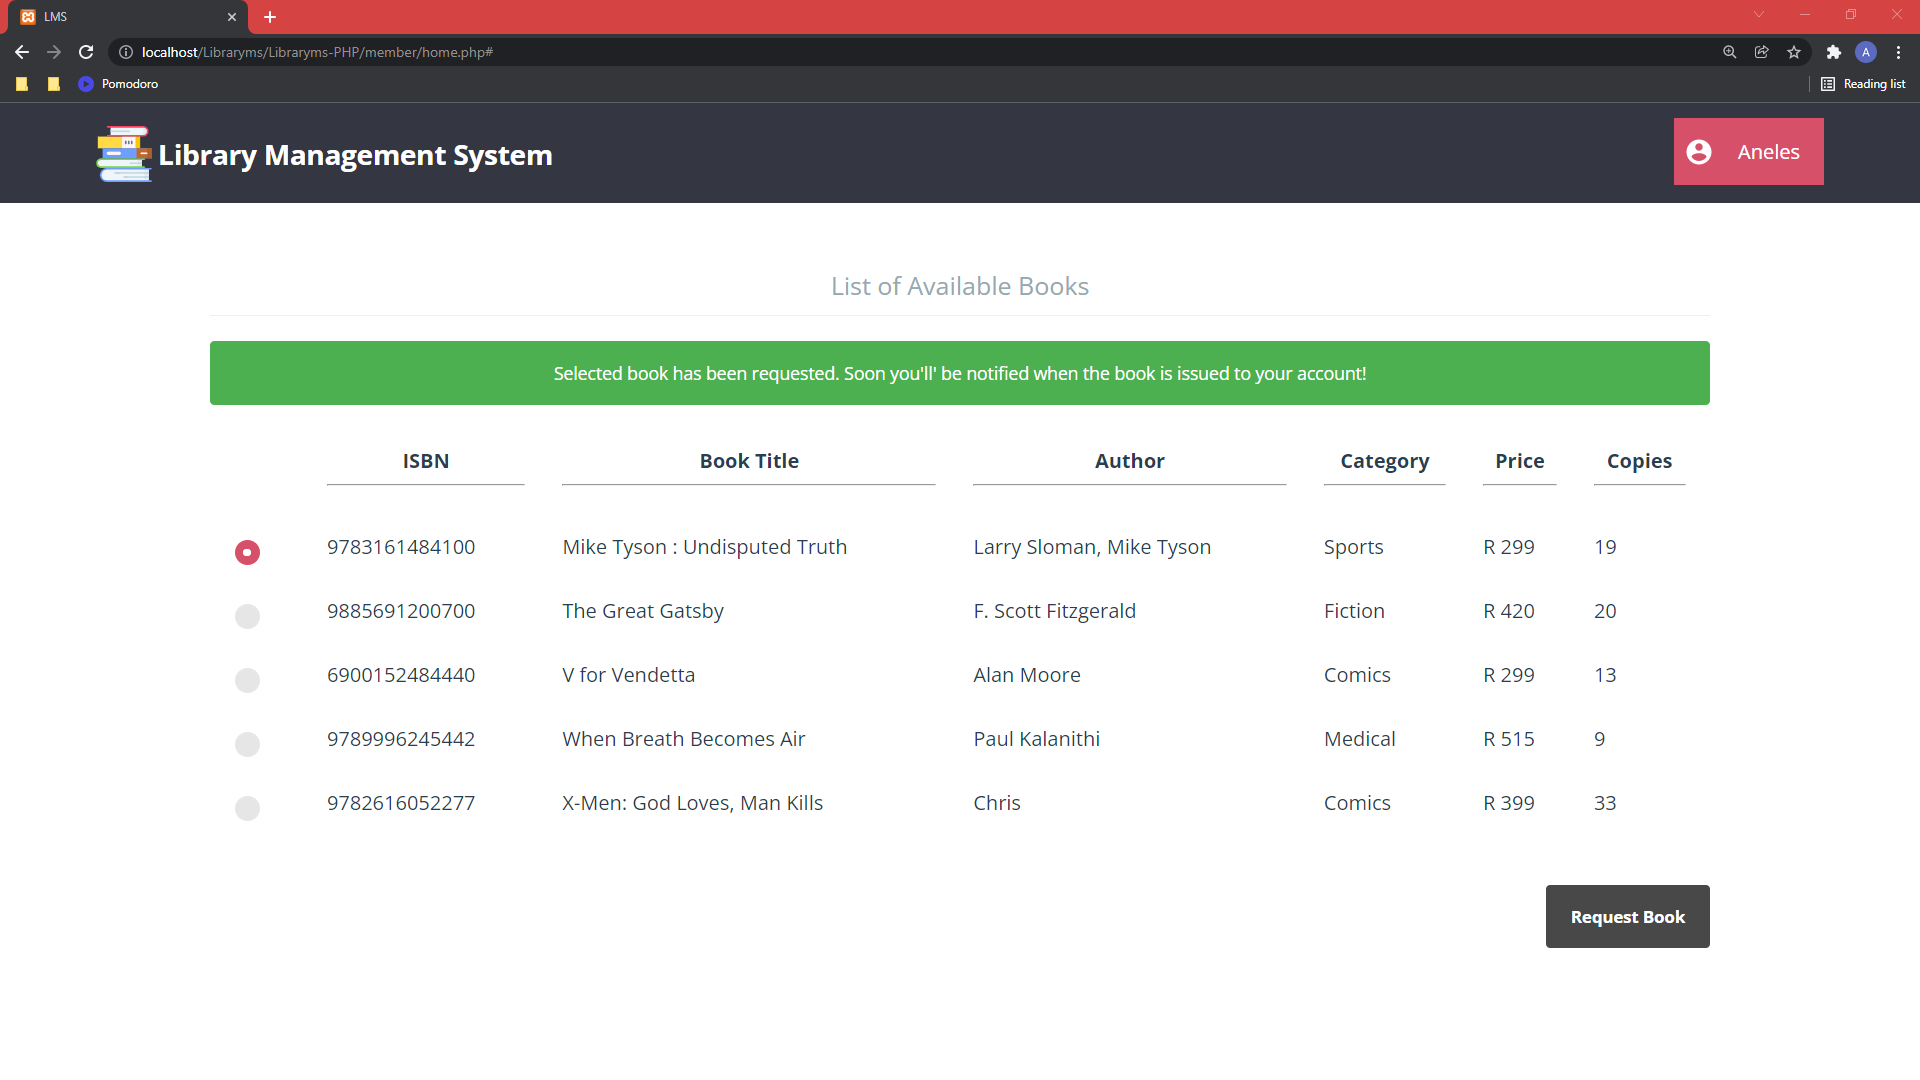 LMS
localhost/Libraryms/Libraryms-PHP/member/home.php#
A
Pomodoro
Reading list
Library Management System
Aneles
List of Available Books
Selected book has been requested. Soon you'll' be notified when the book is issued to your account!
ISBN Book Title Author Category Price Copies
9783161484100 Mike Tyson : Undisputed Truth Larry Sloman, Mike Tyson Sports R 299 19
9885691200700 The Great Gatsby F. Scott Fitzgerald Fiction R 420 20
6900152484440 V for Vendetta Alan Moore Comics R 299 13
9789996245442 When Breath Becomes Air Paul Kalanithi Medical R 515 9
9782616052277 X-Men: God Loves, Man Kills Chris Comics R 399 33
Request Book